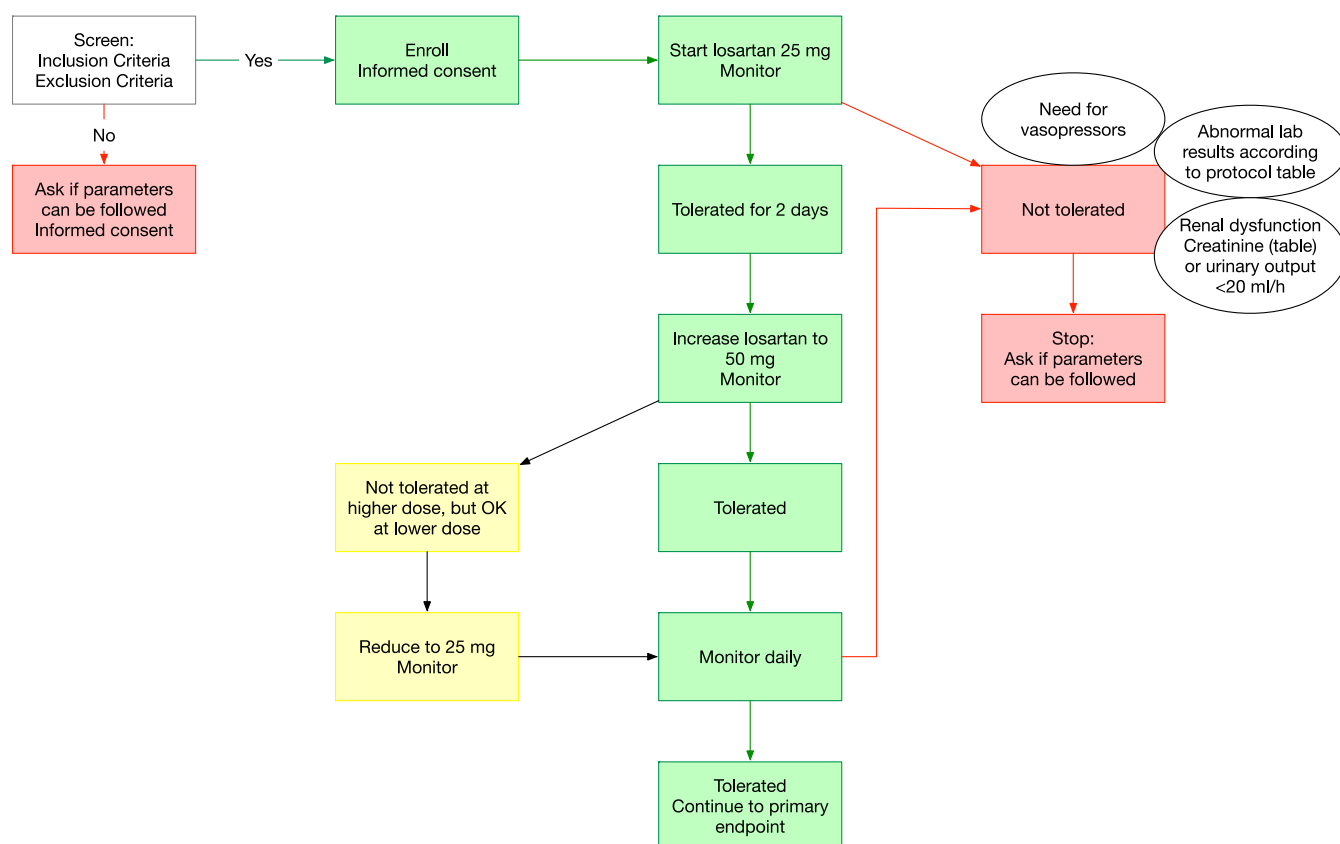 Screen:
Inclusion Criteria
Exclusion Criteria
Yes
Enroll
Informed consent
Start losartan 25 mg
Monitor
Need for
vasopressors
Abnormal lab
results according
to protocol table
No
Ask if parameters
can be followed
Informed consent
Tolerated for 2 days
Not tolerated
Renal dysfunction
Creatinine (table)
or urinary output
<20 ml/h
Increase losartan to
50 mg
Monitor
Stop:
Ask if parameters
can be followed
Not tolerated at
higher dose, but OK
at lower dose
Tolerated
Reduce to 25 mg
Monitor
Monitor daily
Tolerated
Continue to primary
endpoint